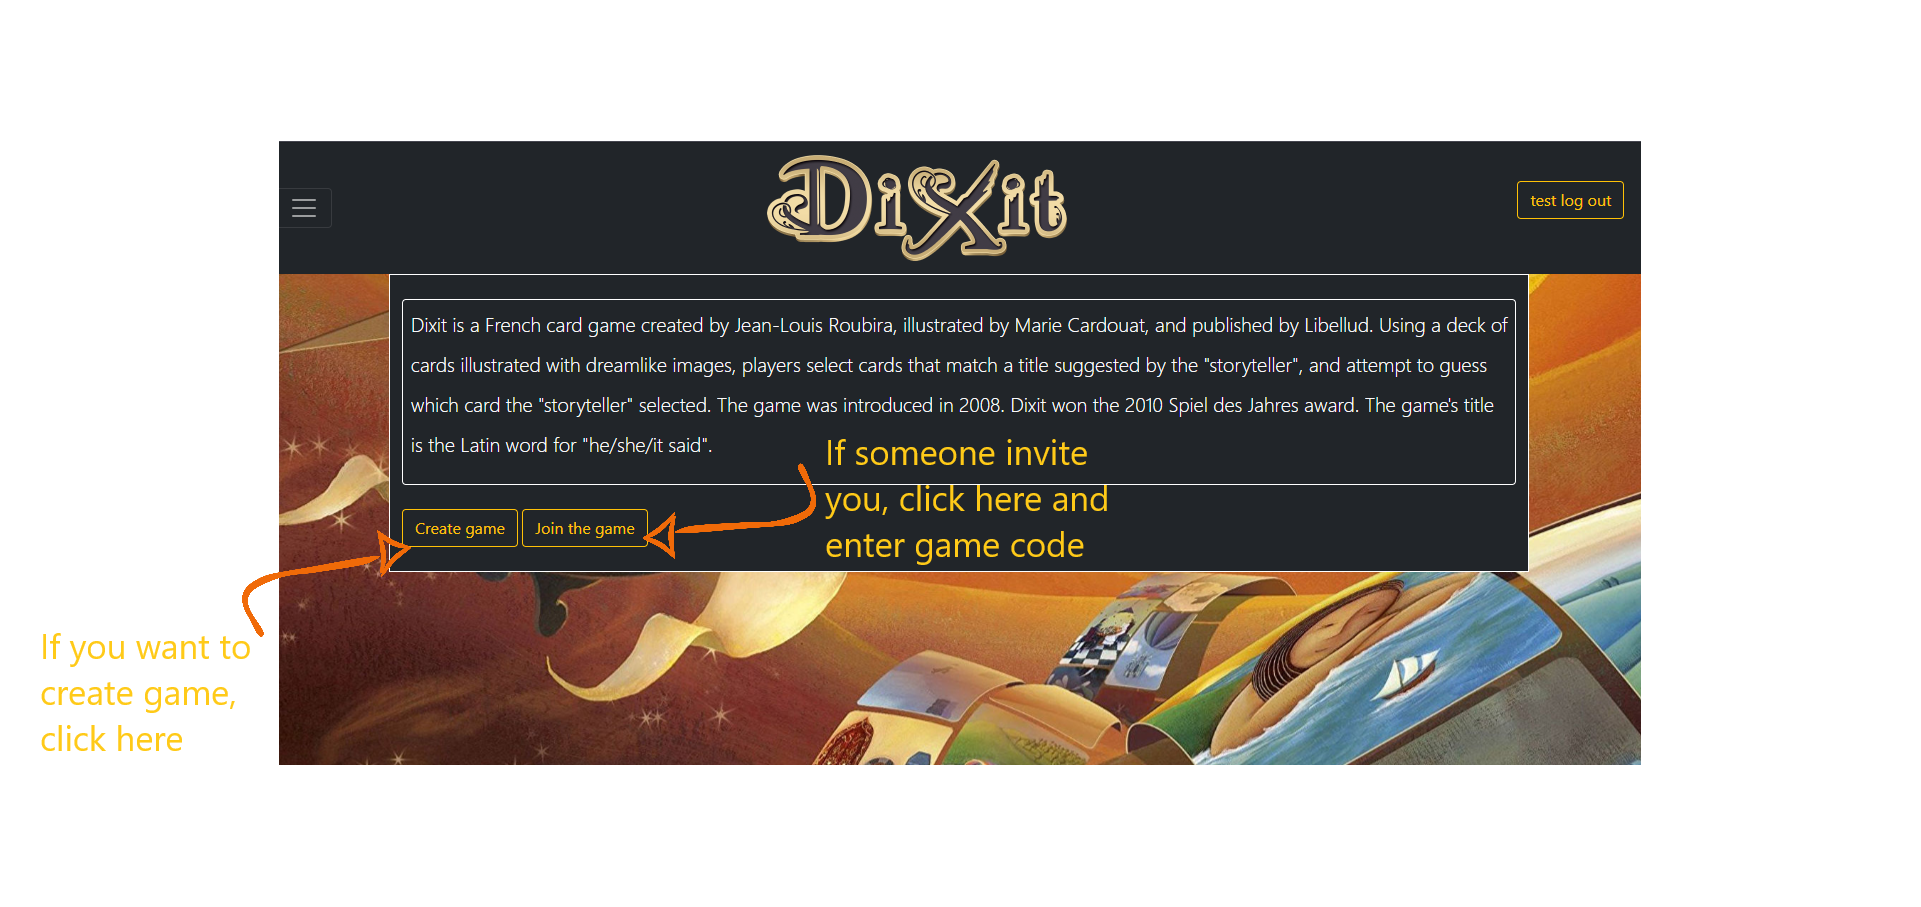 DiXit
test log out
Dixit is a French card game created by Jean-Louis Roubira, illustrated by Marie Cardouat, and published by Libellud. Using a deck of
cards illustrated with dreamlike images, players select cards that match a title suggested by the "storyteller", and attempt to guess
which card the "storyteller" selected. The game was introduced in 2008. Dixit won the 2010 Spiel des Jahres award. The game's title
is the Latin word for "he/she/it said".
If someone invite
you, click here and
enter game code
Create game
Join the game
If you want to
create game,
click here